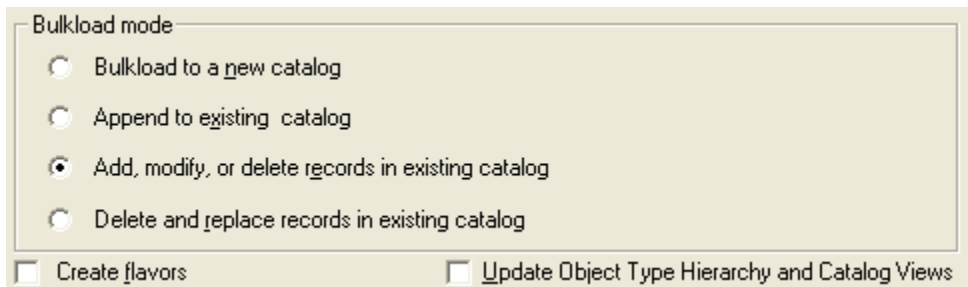 Bulkload mode
Bulkload to a new catalog
Append to existing catalog
Add, modify, or delete records in existing catalog
Delete and replace records in existing catalog
Create flavors Update Object Type Hierarchy and Catalog Views